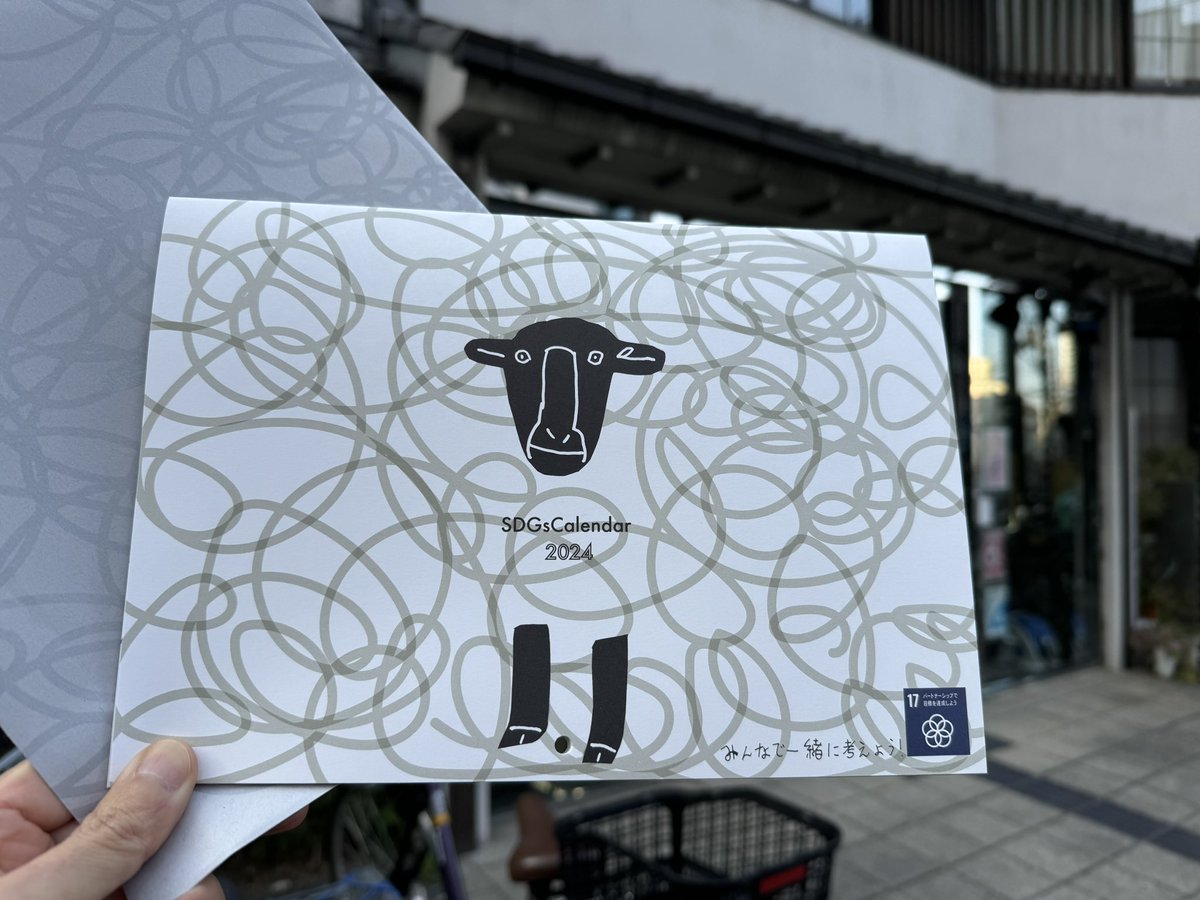 SDGsCalendar
2024
17 パートナーシップで
目標を達成しよう
みんなで一緒に考えよう!